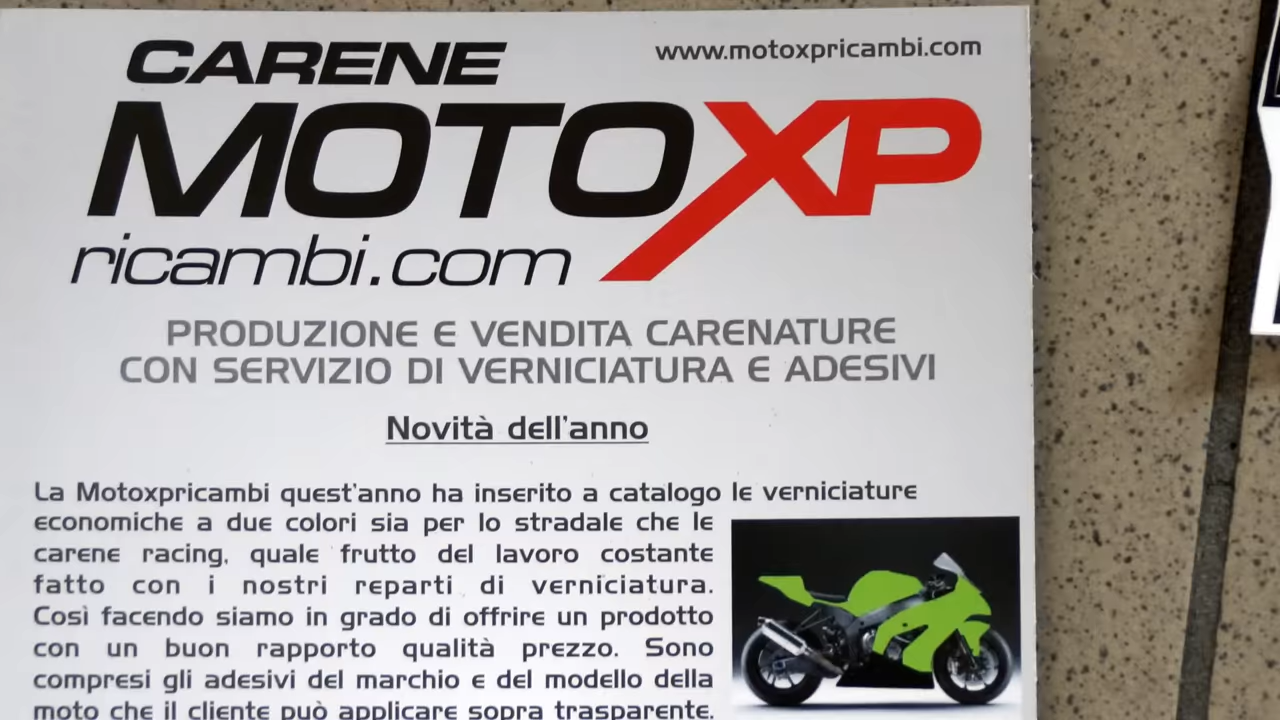 CARENE
www.motoxpricambi.com
MOTOXP
ricambi.com
PRODUZIONE E VENDITA CARENATURE
CON SERVIZIO DI VERNICIATURA E ADESIVI
Novità dell'anno
La Motoxpricambi quest'anno ha inserito a catalogo le verniciature
economiche a due colori sia per lo stradale che le
carene racing, quale frutto del lavoro costante
fatto con i nostri reparti di verniciatura.
Così facendo siamo in grado di offrire un prodotto
con un buon rapporto qualità prezzo. Sono
compresi gli adesivi del marchio e del modello della
moto che il cliente può applicare sopra trasparente.